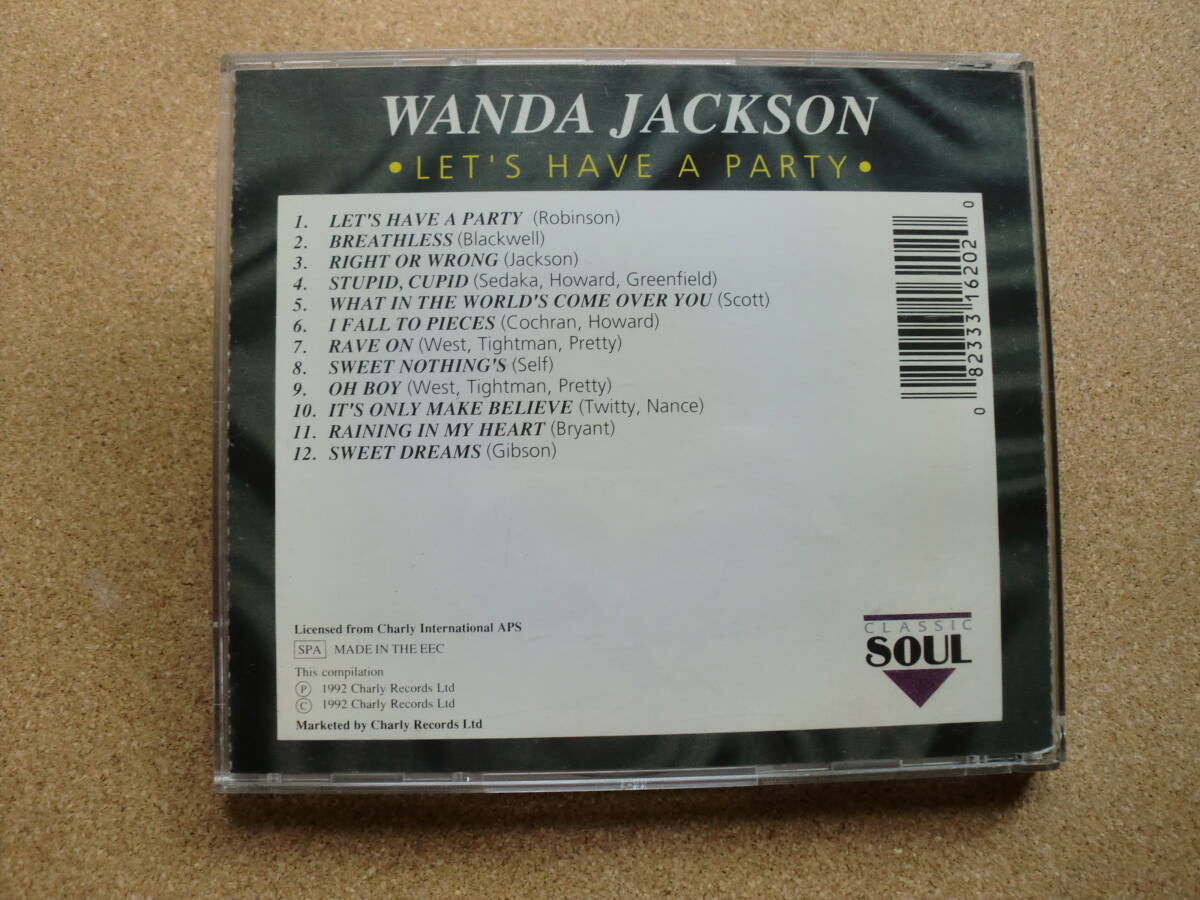 WANDA JACKSON
• LET'S HAVE A PARTY •
1. LET'S HAVE A PARTY (Robinson)
2. BREATHLESS (Blackwell)
3. RIGHT OR WRONG (Jackson)
4. STUPID, CUPID (Sedaka, Howard, Greenfield)
5. WHAT IN THE WORLD'S COME OVER YOU (Scott)
6. I FALL TO PIECES (Cochran, Howard)
7. RAVE ON (West, Tightman, Pretty)
8. SWEET NOTHING'S (Self)
9. OH BOY (West, Tightman, Pretty)
10. IT'S ONLY MAKE BELIEVE (Twitty, Nance)
11. RAINING IN MY HEART (Bryant)
12. SWEET DREAMS (Gibson)
0 82333 16202 0
Licensed from Charly International APS
SPA MADE IN THE EEC
This compilation
Ⓟ 1992 Charly Records Ltd
© 1992 Charly Records Ltd
Marketed by Charly Records Ltd
CLASSIC
SOUL